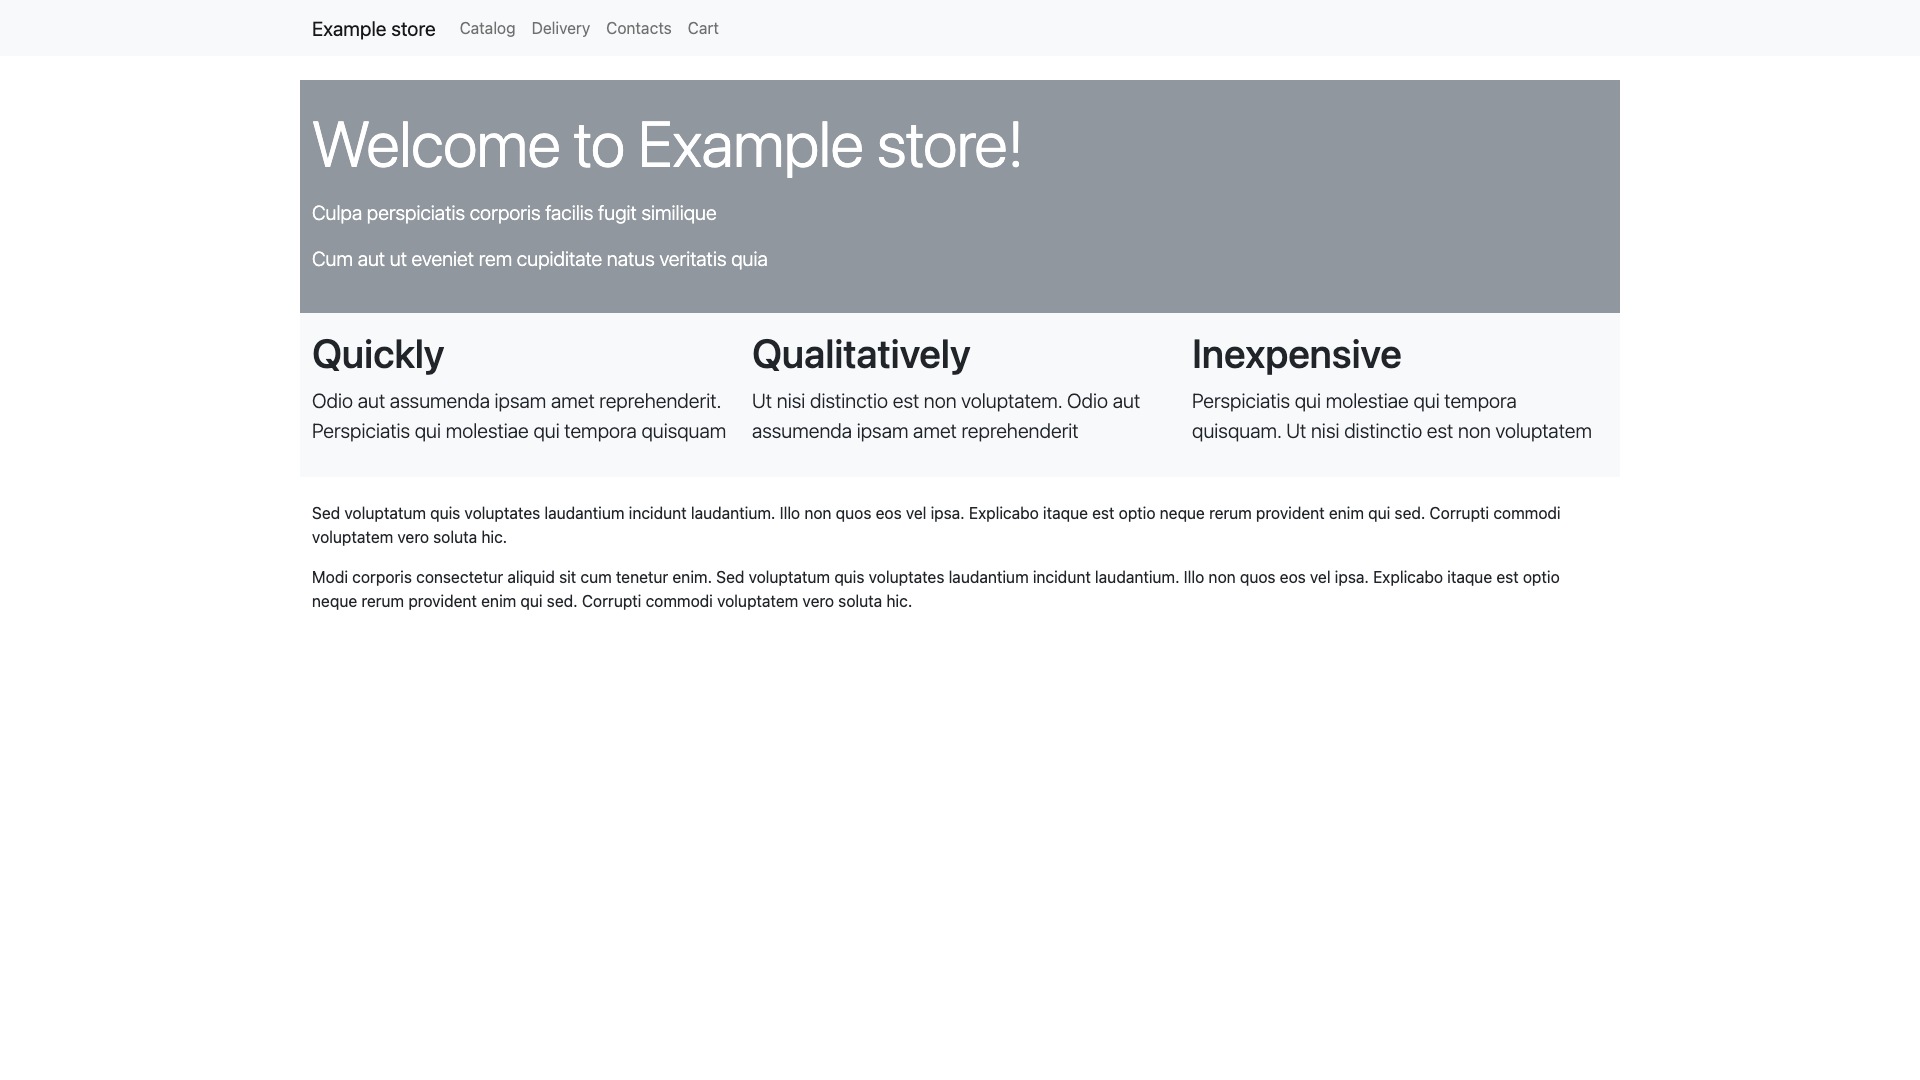 Example store Catalog Delivery Contacts Cart
Welcome to Example store!
Culpa perspiciatis corporis facilis fugit similique
Cum aut ut eveniet rem cupiditate natus veritatis quia
Quickly
Odio aut assumenda ipsam amet reprehenderit.
Perspiciatis qui molestiae qui tempora quisquam
Qualitatively
Ut nisi distinctio est non voluptatem. Odio aut
assumenda ipsam amet reprehenderit
Inexpensive
Perspiciatis qui molestiae qui tempora
quisquam. Ut nisi distinctio est non voluptatem
Sed voluptatum quis voluptates laudantium incidunt laudantium. Illo non quos eos vel ipsa. Explicabo itaque est optio neque rerum provident enim qui sed. Corrupti commodi
voluptatem vero soluta hic.
Modi corporis consectetur aliquid sit cum tenetur enim. Sed voluptatum quis voluptates laudantium incidunt laudantium. Illo non quos eos vel ipsa. Explicabo itaque est optio
neque rerum provident enim qui sed. Corrupti commodi voluptatem vero soluta hic.